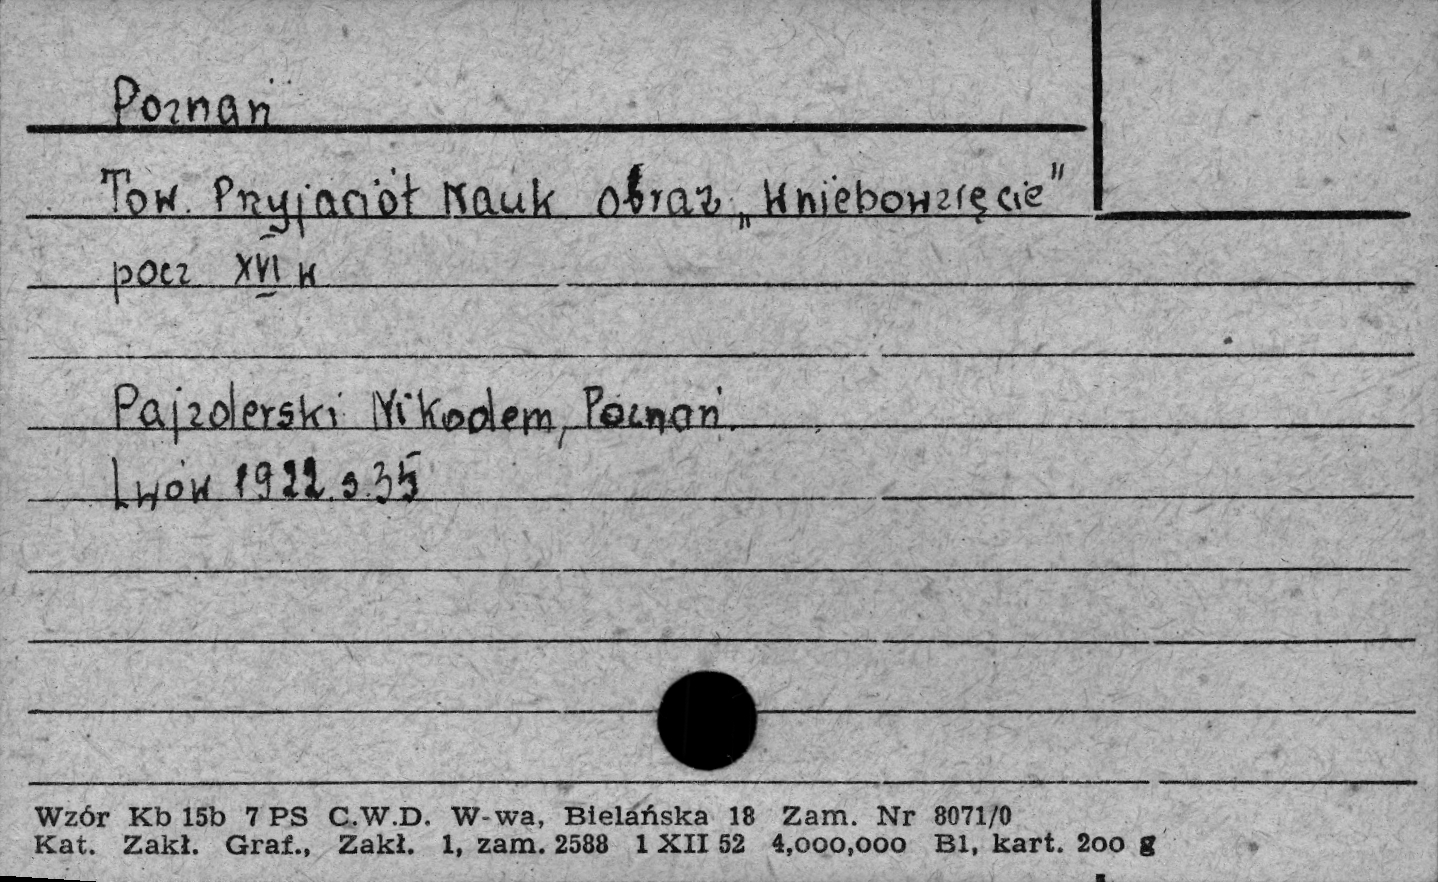 Poznań
Tow. Przyjaciół Nauk obraz „Wniebowzięcie"
pocz XVI w
Pajzderski Nikodem, Poznań.
Lwów 1922. s. 35
Wzór Kb 15b 7 PS C.W.D. W-wa, Bielańska 18 Zam. Nr 8071/0
Kat. Zakł. Graf., Zakł. 1, zam. 2588 1 XII 52 4,000,000 Bl, kart. 200 g